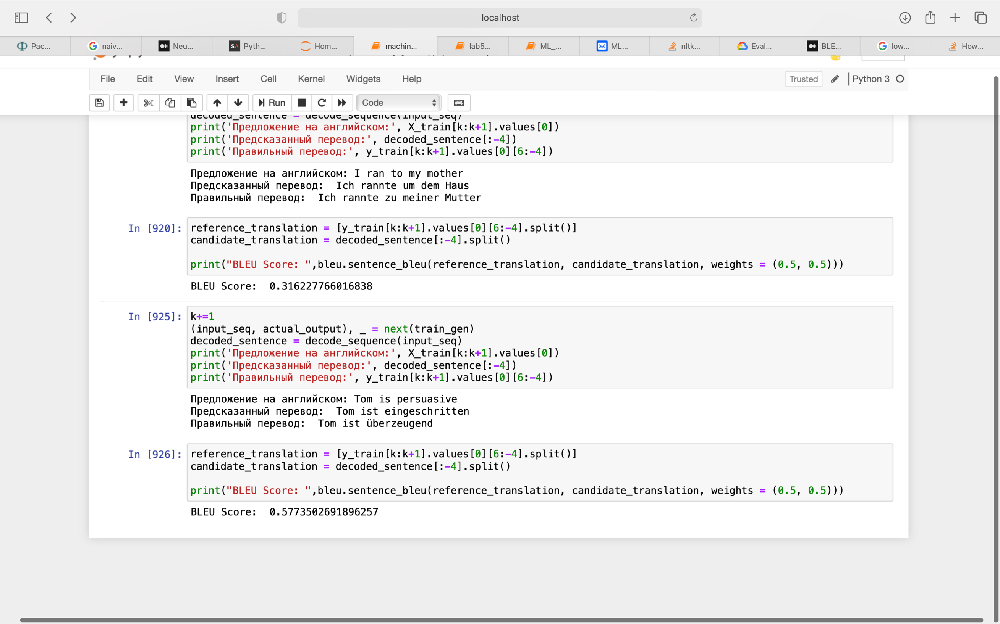 localhost
Pac...
naiv...
Neu...
Pyth...
Hom...
machin...
lab5...
ML_...
ML...
nltk...
Eval...
BLE...
low...
How...
File Edit View Insert Cell Kernel Widgets Help Trusted Python 3
Run Code
decoded_sentence = decode_sequence(input_seq)
print('Предложение на английском:', X_train[k:k+1].values[0])
print('Предсказанный перевод:', decoded_sentence[:-4])
print('Правильный перевод:', y_train[k:k+1].values[0][6:-4])
Предложение на английском: I ran to my mother
Предсказанный перевод:  Ich rannte um dem Haus
Правильный перевод:  Ich rannte zu meiner Mutter
In [920]:
reference_translation = [y_train[k:k+1].values[0][6:-4].split()]
candidate_translation = decoded_sentence[:-4].split()
print("BLEU Score: ",bleu.sentence_bleu(reference_translation, candidate_translation, weights = (0.5, 0.5)))
BLEU Score:  0.316227766016838
In [925]:
k+=1
(input_seq, actual_output), _ = next(train_gen)
decoded_sentence = decode_sequence(input_seq)
print('Предложение на английском:', X_train[k:k+1].values[0])
print('Предсказанный перевод:', decoded_sentence[:-4])
print('Правильный перевод:', y_train[k:k+1].values[0][6:-4])
Предложение на английском: Tom is persuasive
Предсказанный перевод:  Tom ist eingeschritten
Правильный перевод:  Tom ist überzeugend
In [926]:
reference_translation = [y_train[k:k+1].values[0][6:-4].split()]
candidate_translation = decoded_sentence[:-4].split()
print("BLEU Score: ",bleu.sentence_bleu(reference_translation, candidate_translation, weights = (0.5, 0.5)))
BLEU Score:  0.5773502691896257